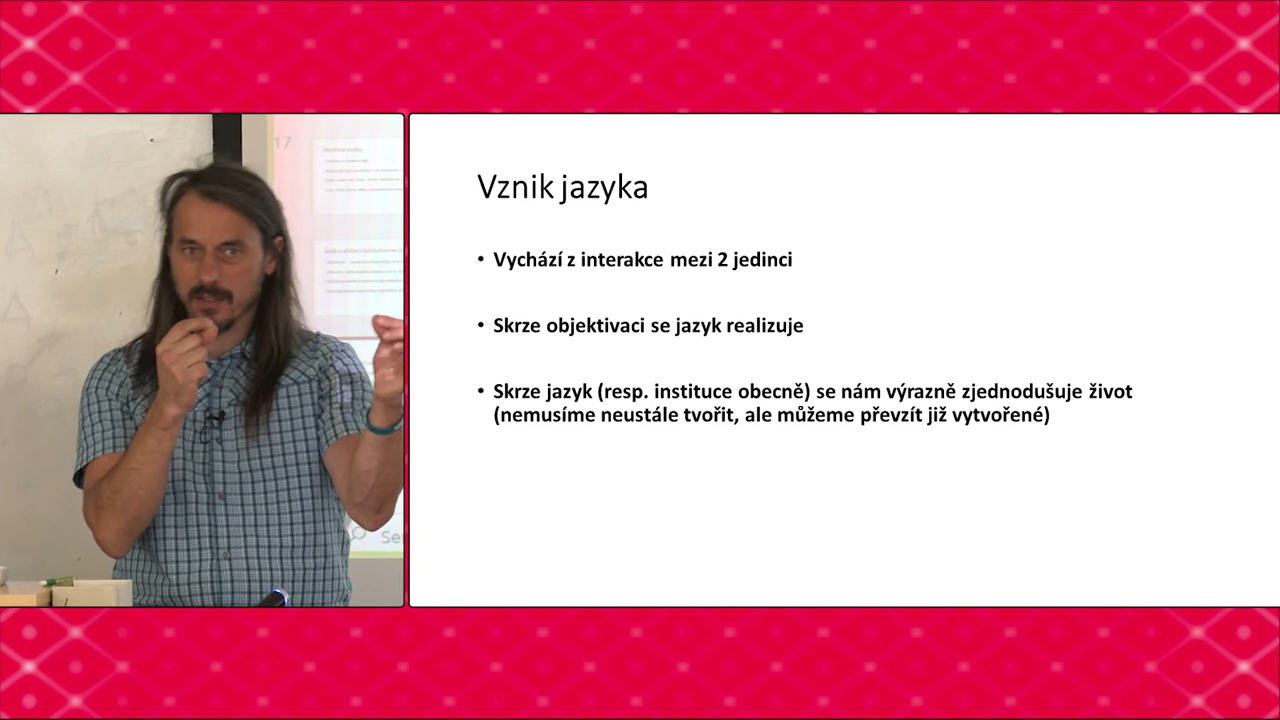 17
Vznik jazyka
• Vychází z interakce mezi 2 jedinci
• Skrze objektivaci se jazyk realizuje
• Skrze jazyk (resp. instituce obecně) se nám výrazně zjednodušuje život
(nemusíme neustále tvořit, ale můžeme převzít již vytvořené)